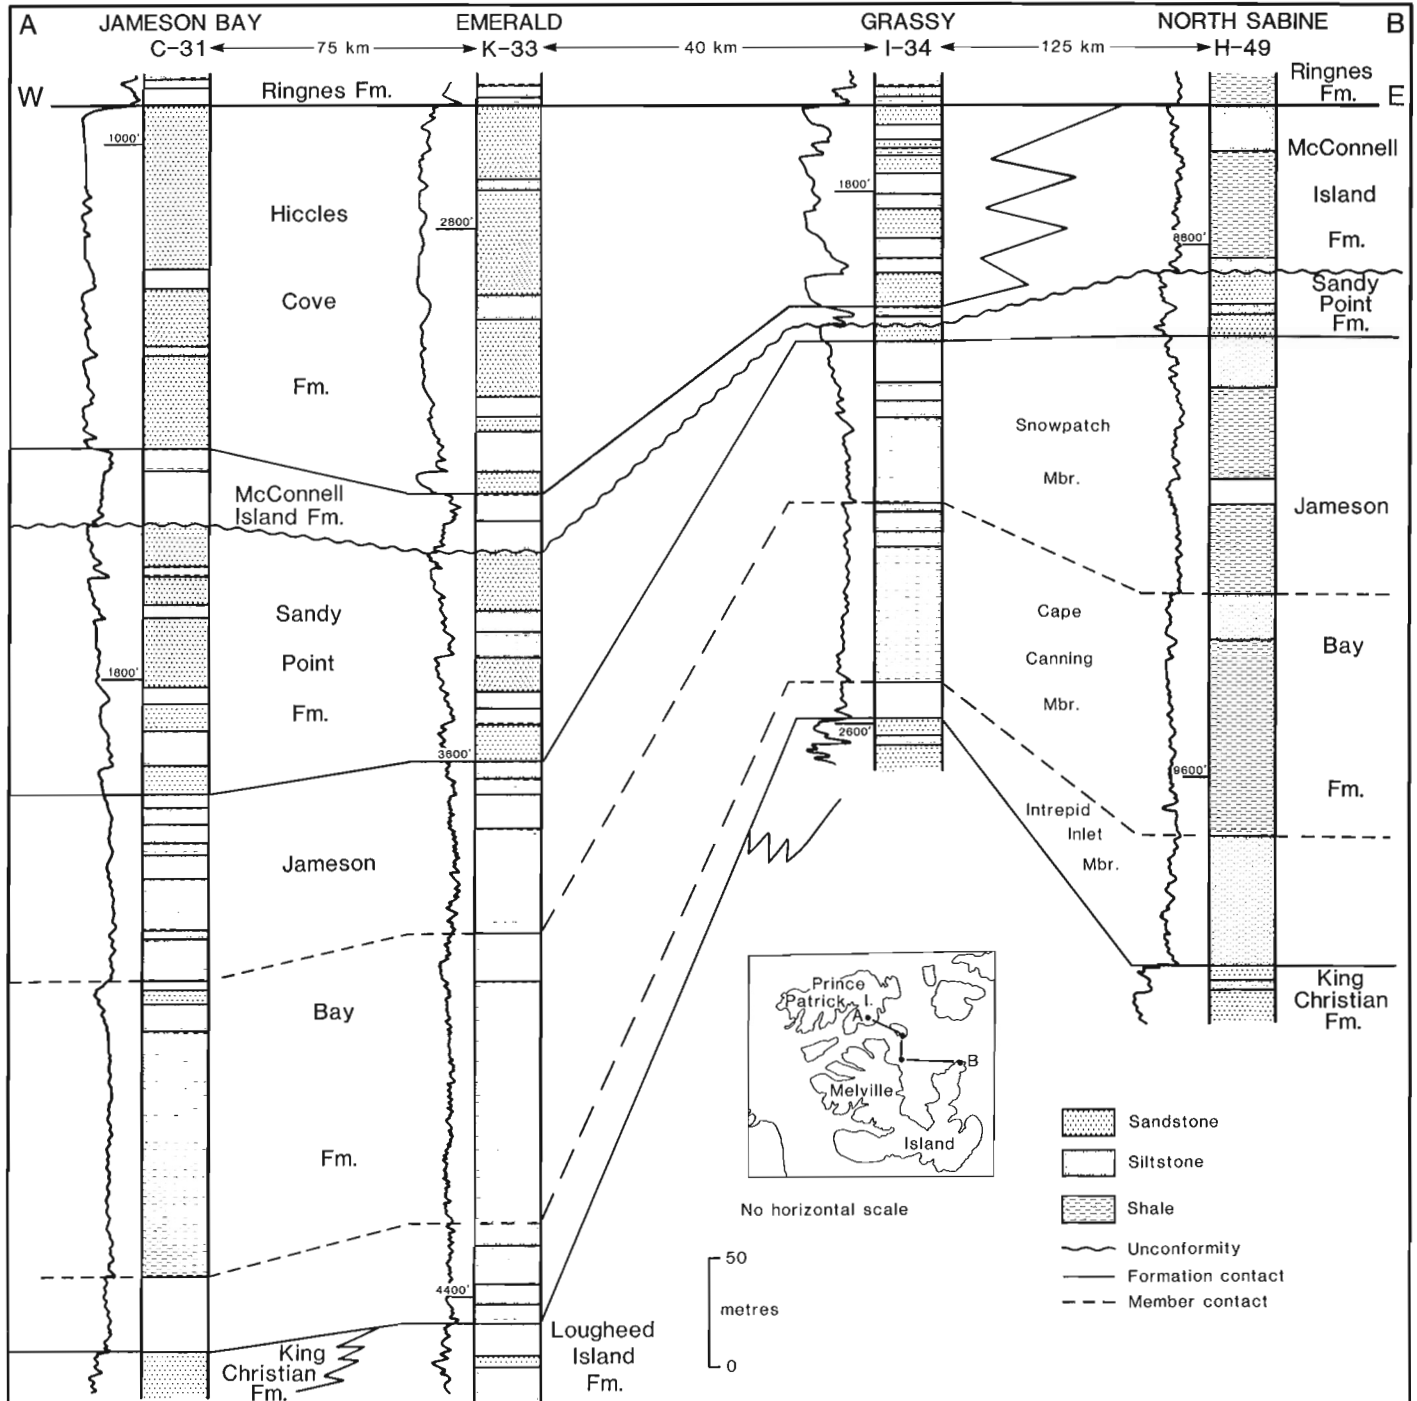 A JAMESON BAY EMERALD GRASSY NORTH SABINE B
C-31 75 km K-33 40 km I-34 125 km H-49
W Ringnes Fm. Ringnes
Fm. E
1000'
2800'
1800'
8800'
Hiccles
Cove
Fm.
McConnell
Island
Fm.
Sandy
Point
Fm.
McConnell
Island Fm.
Snowpatch
Mbr.
Jameson
Sandy
Point
Fm.
1800'
3600'
2600'
9600'
Cape
Canning
Mbr.
Bay
Intrepid
Inlet
Mbr.
Fm.
Jameson
Bay
Fm.
4400'
King
Christian
Fm.
King
Christian
Fm.
Lougheed
Island
Fm.
Prince
Patrick I.
A
B
Melville
Island
No horizontal scale
50
metres
0
Sandstone
Siltstone
Shale
Unconformity
Formation contact
Member contact